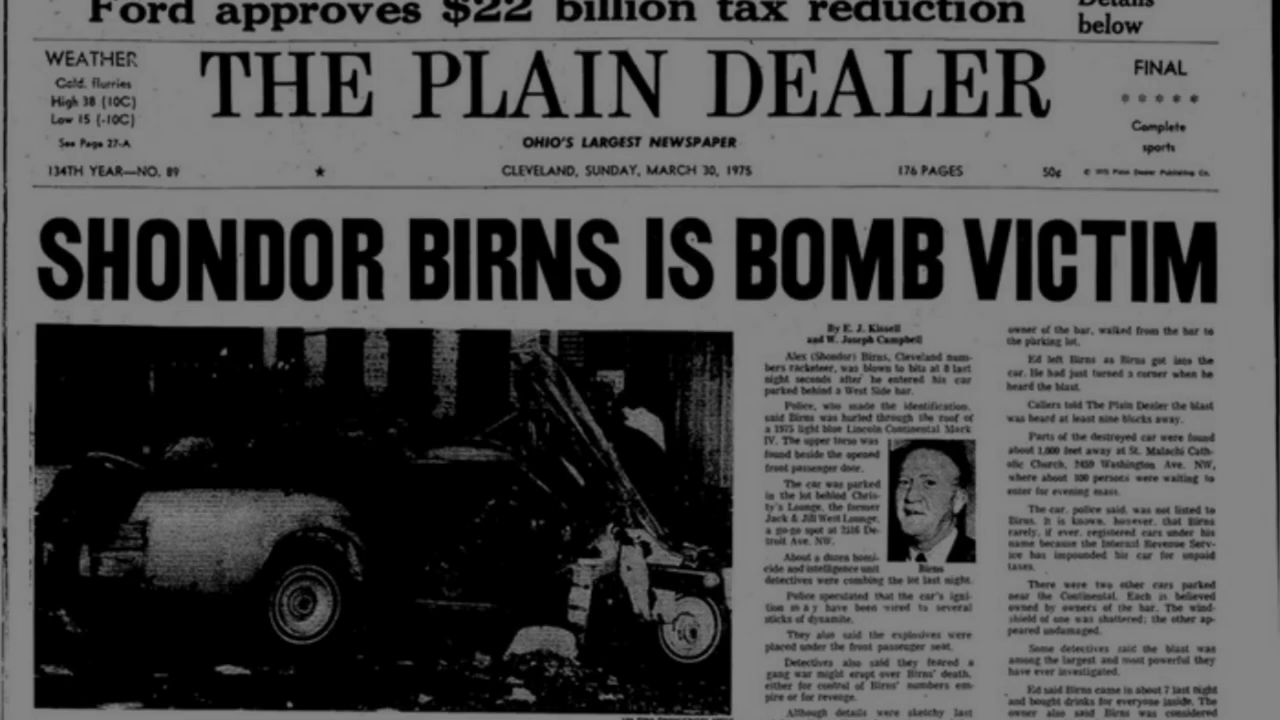 Ford approves $22 billion tax reduction
Details
below
WEATHER
Cold, flurries
High 38 (10C)
Low 15 (-10C)
See Page 27-A
THE PLAIN DEALER
OHIO'S LARGEST NEWSPAPER
FINAL
* * * * *
Complete
sports
134TH YEAR—NO. 89
★
CLEVELAND, SUNDAY, MARCH 30, 1975
176 PAGES
50¢
© 1975 Plain Dealer Publishing Co.
SHONDOR BIRNS IS BOMB VICTIM
By E. J. Kissell
and W. Joseph Campbell
Alex (Shondor) Birns, Cleveland num-
bers racketeer, was blown to bits at 8 last
night seconds after he entered his car
parked behind a West Side bar.
Police, who made the identification,
said Birns was hurled through the roof of
a 1975 light blue Lincoln Continental Mark
IV. The upper torso was
found beside the opened
front passenger door.
The car was parked
in the lot behind Chris-
ty's Lounge, the former
Jack & Jill West Lounge,
a go-go spot at 2516 De-
troit Ave. NW.
About a dozen homi-
cide and intelligence unit
detectives were combing the lot last night.
Birns
Police speculated that the car's igni-
tion may have been wired to several
sticks of dynamite.
They also said the explosives were
placed under the front passenger seat.
Detectives also said they feared a
gang war might erupt over Birns' death,
either for control of Birns' numbers em-
pire or for revenge.
Although details were sketchy last
owner of the bar, walked from the bar to
the parking lot.
Ed left Birns as Birns got into the
car. He had just turned a corner when he
heard the blast.
Callers told The Plain Dealer the blast
was heard at least nine blocks away.
Parts of the destroyed car were found
about 1,000 feet away at St. Malachi Cath-
olic Church, 2459 Washington Ave. NW,
where about 100 persons were waiting to
enter for evening mass.
The car, police said, was not listed to
Birns. It is known, however, that Birns
rarely, if ever, registered cars under his
name because the Internal Revenue Serv-
ice has impounded his car for unpaid
taxes.
There were two other cars parked
near the Continental. Each is believed
owned by owners of the bar. The wind-
shield of one was shattered; the other ap-
peared undamaged.
Some detectives said the blast was
among the largest and most powerful they
have ever investigated.
Ed said Birns came in about 7 last night
and bought drinks for everyone inside. The
owner also said Birns was considered